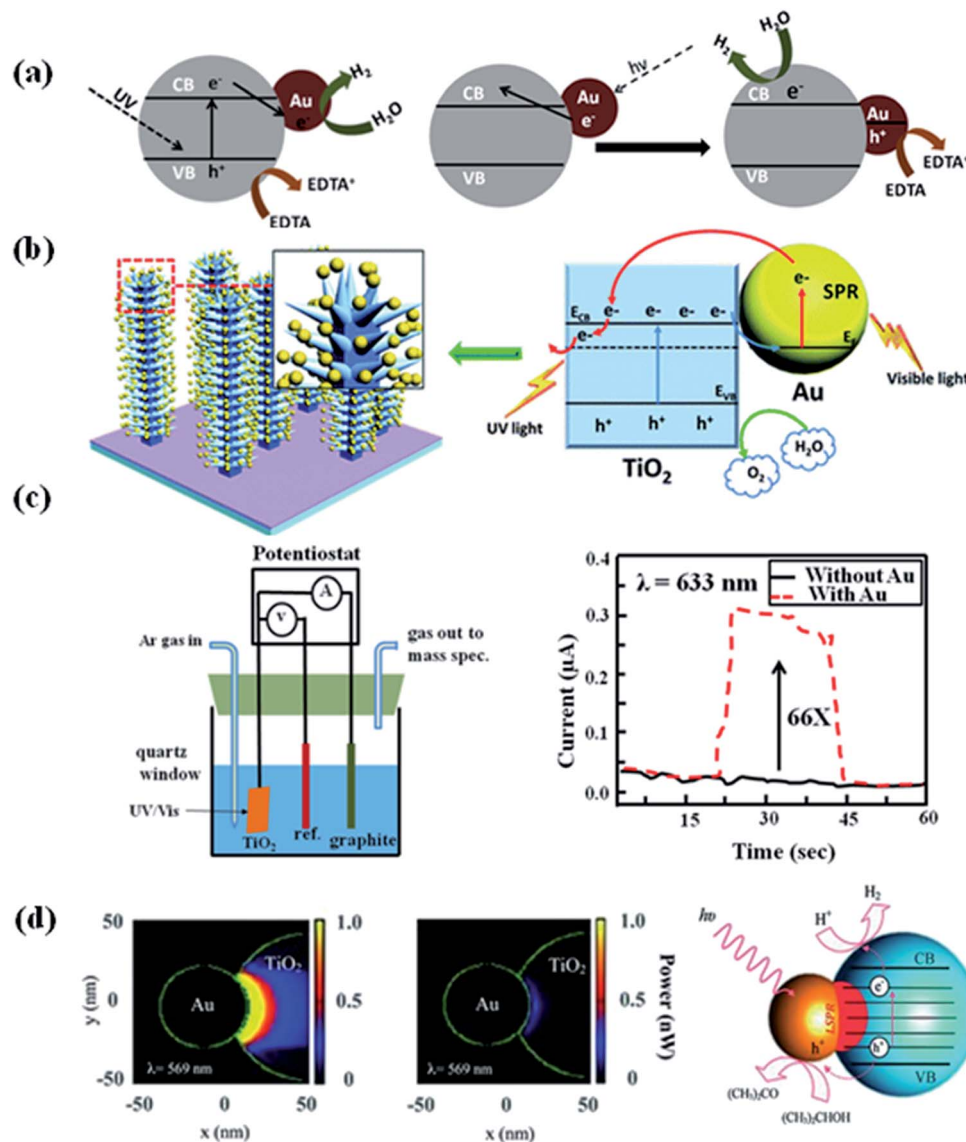 (a)
UV
CB
e-
VB
h+
Au
e-
H2
H2O
EDTA+
EDTA
CB
VB
Au
e-
hν
H2
H2O
CB
e-
VB
Au
h+
EDTA+
EDTA
(b)
ECB
e-
e-
e-
e-
e-
EVB
h+
h+
h+
UV light
TiO2
e-
SPR
Ef
Au
Visible light
H2O
O2
(c)
Potentiostat
A
v
Ar gas in
gas out to
mass spec.
quartz
window
UV/Vis
TiO2
ref.
graphite
λ = 633 nm
Without Au
With Au
66X
Current (µA)
0.4
0.3
0.2
0.1
0.0
15
30
45
60
Time (sec)
(d)
y (nm)
50
0
-50
Au
TiO2
λ= 569 nm
-50
0
50
x (nm)
1.0
0.5
0
Au
TiO2
λ= 569 nm
-50
0
50
x (nm)
1.0
0.5
0
Power (nW)
hυ
H+
H2
CB
e-
LSPR
h+
h+
VB
(CH3)2CO
(CH3)2CHOH